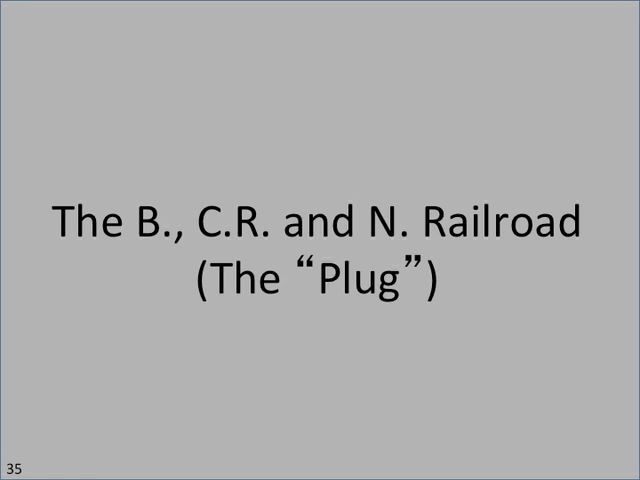 The B., C.R. and N. Railroad
(The “Plug”)
35